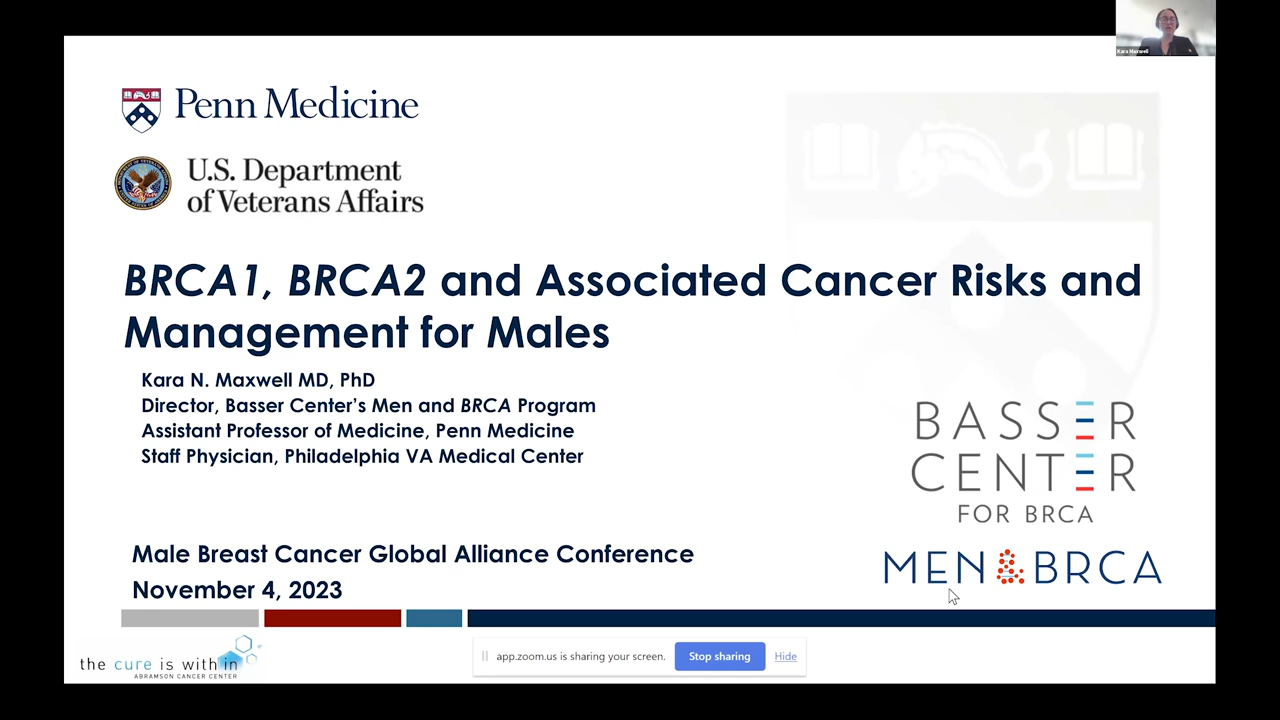 Kara Maxwell
Penn Medicine
U.S. Department
of Veterans Affairs
BRCA1, BRCA2 and Associated Cancer Risks and
Management for Males
Kara N. Maxwell MD, PhD
Director, Basser Center's Men and BRCA Program
Assistant Professor of Medicine, Penn Medicine
Staff Physician, Philadelphia VA Medical Center
BASSER
CENTER
FOR BRCA
MEN & BRCA
Male Breast Cancer Global Alliance Conference
November 4, 2023
the cure is within
ABRAMSON CANCER CENTER
app.zoom.us is sharing your screen.
Stop sharing
Hide